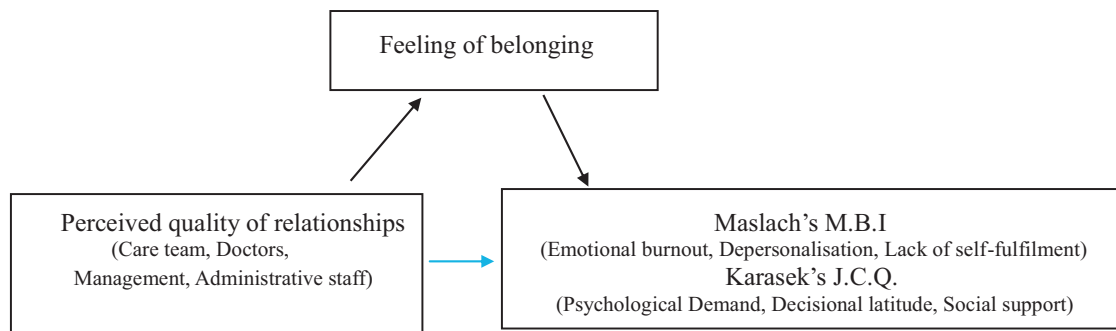 Feeling of belonging
Perceived quality of relationships
(Care team, Doctors,
Management, Administrative staff)
Maslach’s M.B.I
(Emotional burnout, Depersonalisation, Lack of self-fulfilment)
Karasek’s J.C.Q.
(Psychological Demand, Decisional latitude, Social support)